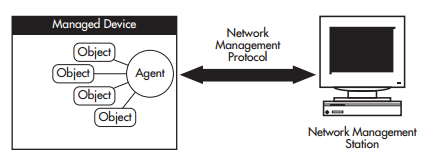 Managed Device
Object
Object
Object
Object
Agent
Network
Management
Protocol
Network Management
Station